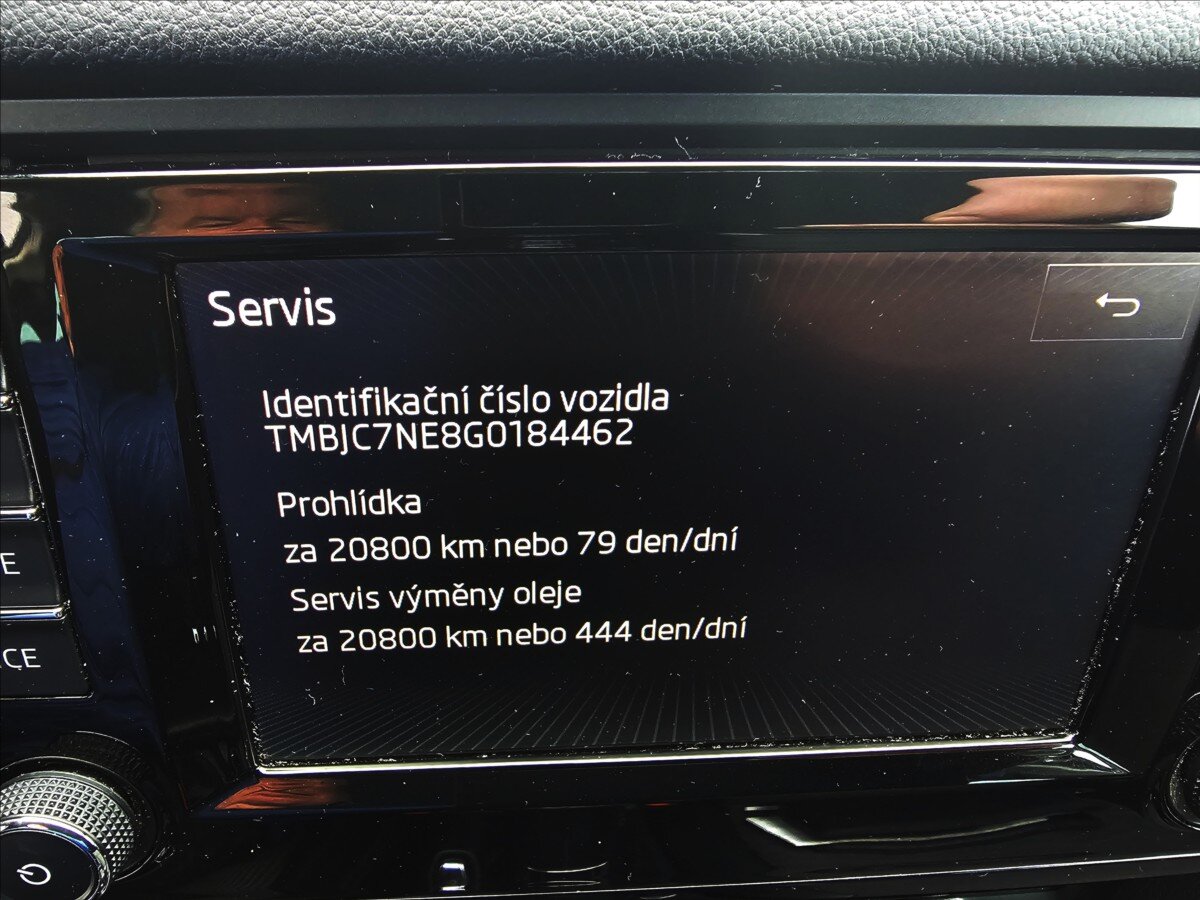 Servis
Identifikační číslo vozidla
TMBJC7NE8G0184462
Prohlídka
za 20800 km nebo 79 den/dní
Servis výměny oleje
za 20800 km nebo 444 den/dní
E
CE